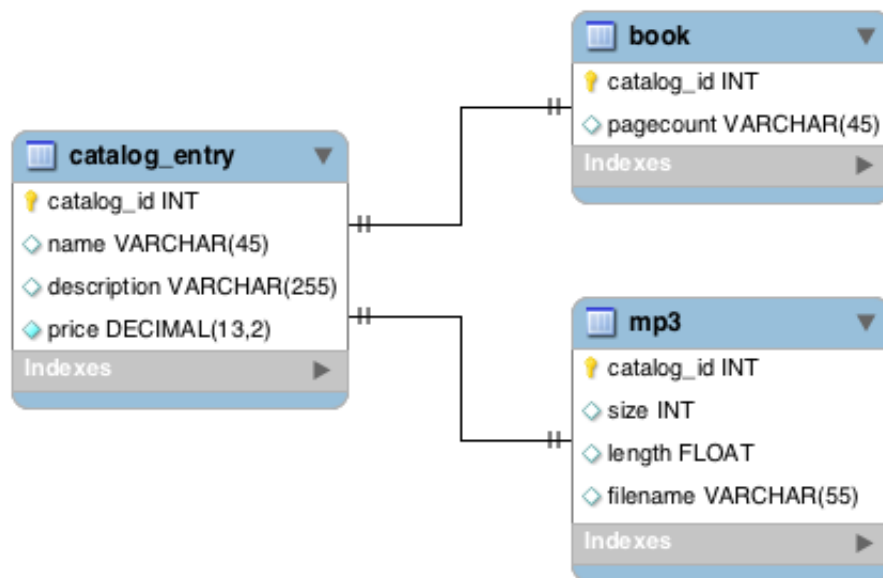 catalog_entry
catalog_id INT
name VARCHAR(45)
description VARCHAR(255)
price DECIMAL(13,2)
Indexes
book
catalog_id INT
pagecount VARCHAR(45)
Indexes
mp3
catalog_id INT
size INT
length FLOAT
filename VARCHAR(55)
Indexes